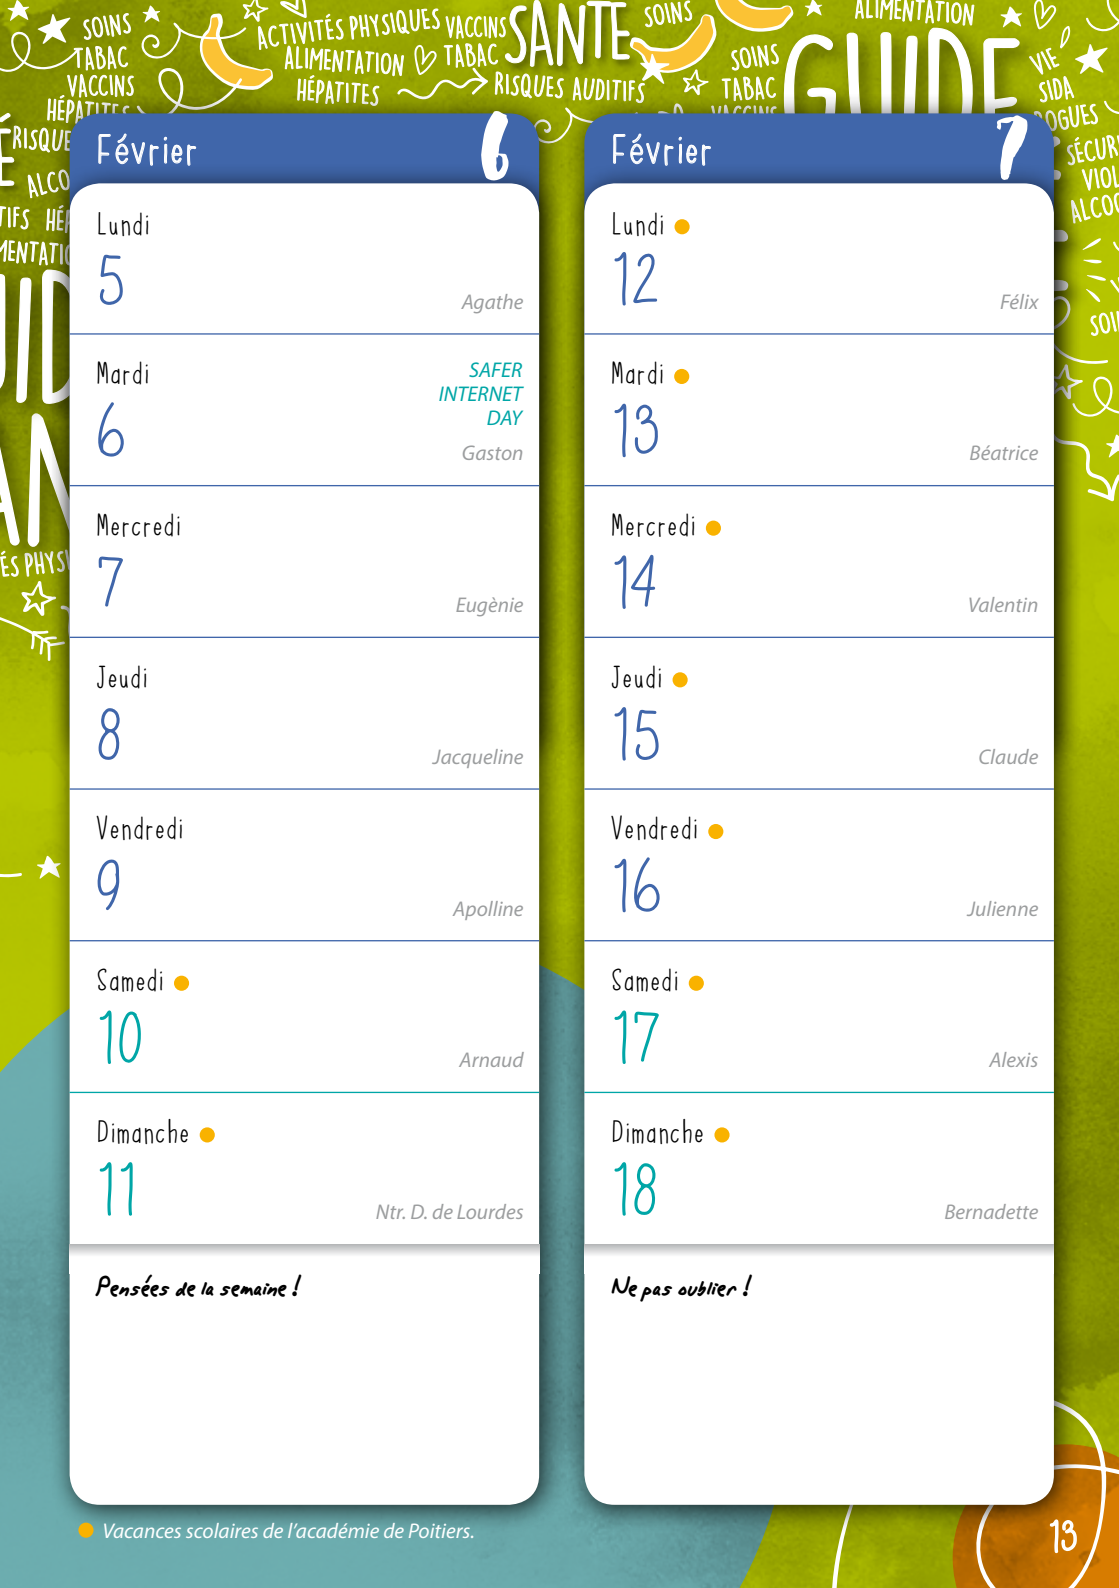 SOINS
TABAC
VACCINS
HÉPATITES
ACTIVITÉS PHYSIQUES
ALIMENTATION
HÉPATITES
VACCINS
TABAC
SANTÉ
RISQUES AUDITIFS
SOINS
SOINS
TABAC
VACCINS
ALIMENTATION
GUIDE
VIE
SIDA
Février 6
Lundi
5
Agathe
Mardi
6
SAFER
INTERNET
DAY
Gaston
Mercredi
7
Eugènie
Jeudi
8
Jacqueline
Vendredi
9
Apolline
Samedi
10
Arnaud
Dimanche
11
Ntr. D. de Lourdes
Pensées de la semaine !
Février 7
Lundi
12
Félix
Mardi
13
Béatrice
Mercredi
14
Valentin
Jeudi
15
Claude
Vendredi
16
Julienne
Samedi
17
Alexis
Dimanche
18
Bernadette
Ne pas oublier !
Vacances scolaires de l'académie de Poitiers.
13